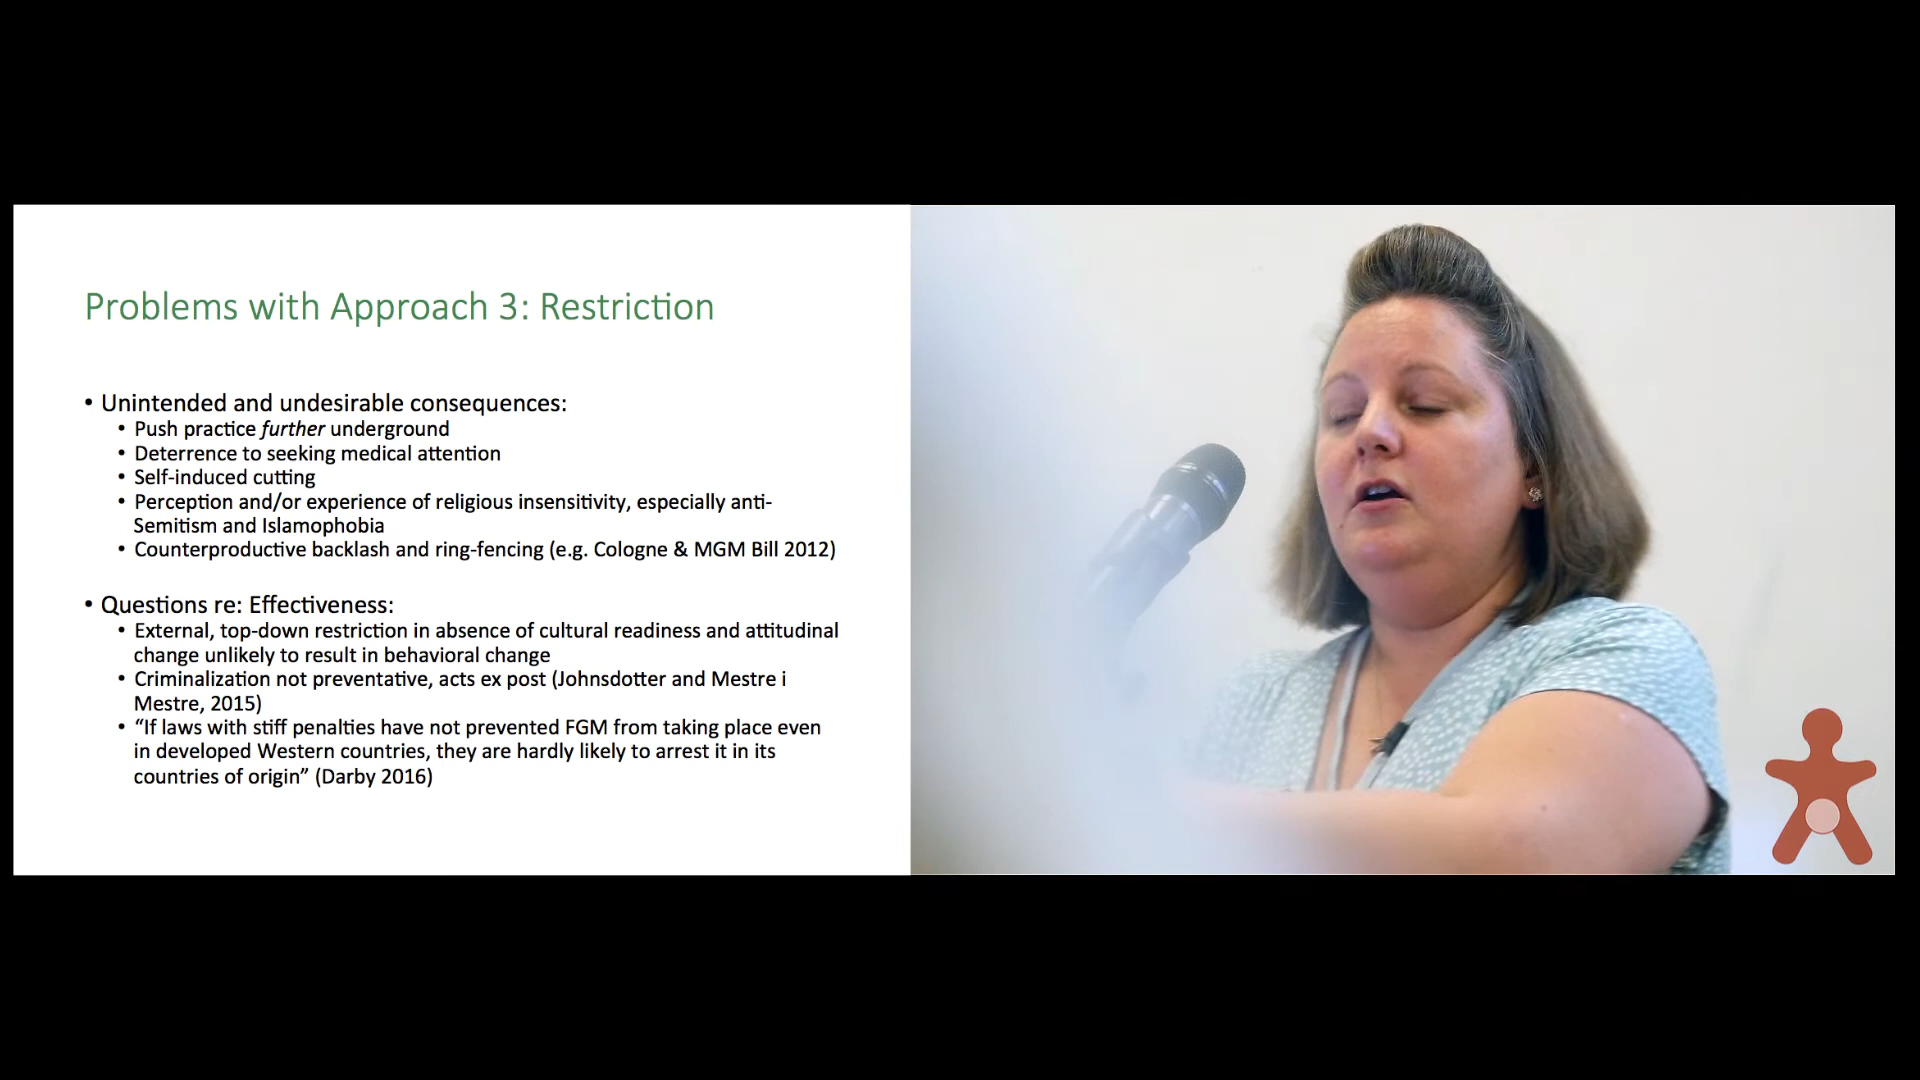 Problems with Approach 3: Restriction
• Unintended and undesirable consequences:
• Push practice further underground
• Deterrence to seeking medical attention
• Self-induced cutting
• Perception and/or experience of religious insensitivity, especially anti-
Semitism and Islamophobia
• Counterproductive backlash and ring-fencing (e.g. Cologne & MGM Bill 2012)
• Questions re: Effectiveness:
• External, top-down restriction in absence of cultural readiness and attitudinal
change unlikely to result in behavioral change
• Criminalization not preventative, acts ex post (Johnsdotter and Mestre i
Mestre, 2015)
• “If laws with stiff penalties have not prevented FGM from taking place even
in developed Western countries, they are hardly likely to arrest it in its
countries of origin” (Darby 2016)